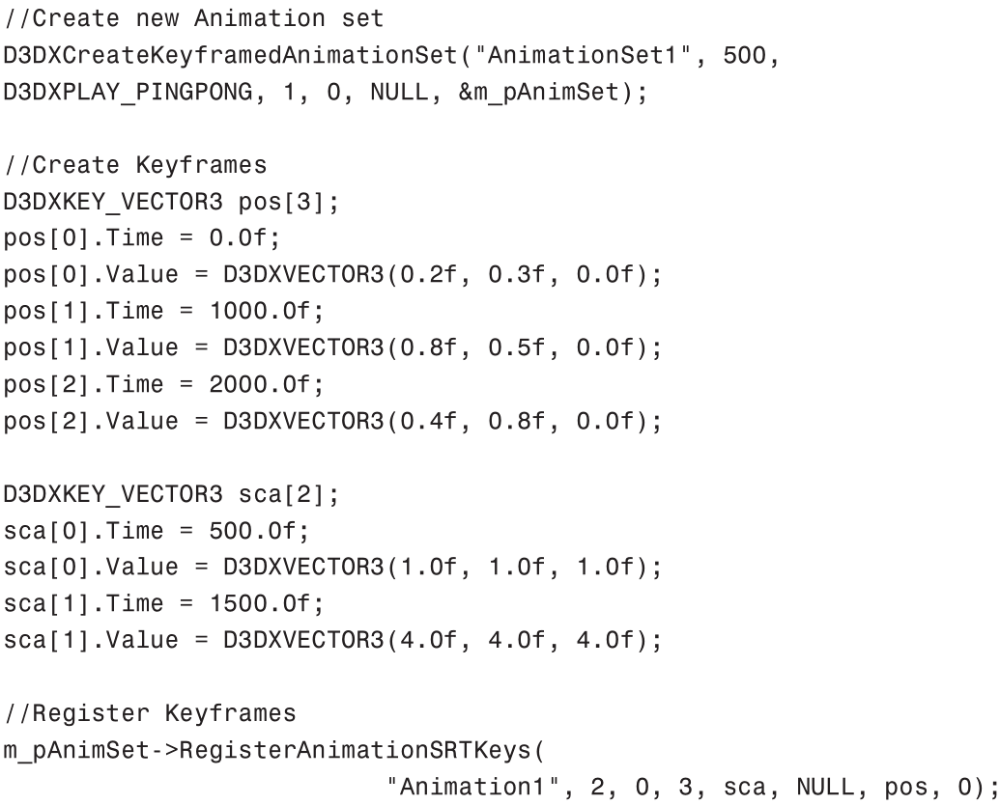 //Create new Animation set
D3DXCreateKeyframedAnimationSet("AnimationSet1", 500,
D3DXPLAY_PINGPONG, 1, 0, NULL, &m_pAnimSet);
//Create Keyframes
D3DXKEY_VECTOR3 pos[3];
pos[0].Time = 0.0f;
pos[0].Value = D3DXVECTOR3(0.2f, 0.3f, 0.0f);
pos[1].Time = 1000.0f;
pos[1].Value = D3DXVECTOR3(0.8f, 0.5f, 0.0f);
pos[2].Time = 2000.0f;
pos[2].Value = D3DXVECTOR3(0.4f, 0.8f, 0.0f);
D3DXKEY_VECTOR3 sca[2];
sca[0].Time = 500.0f;
sca[0].Value = D3DXVECTOR3(1.0f, 1.0f, 1.0f);
sca[1].Time = 1500.0f;
sca[1].Value = D3DXVECTOR3(4.0f, 4.0f, 4.0f);
//Register Keyframes
m_pAnimSet->RegisterAnimationSRTKeys(
"Animation1", 2, 0, 3, sca, NULL, pos, 0);